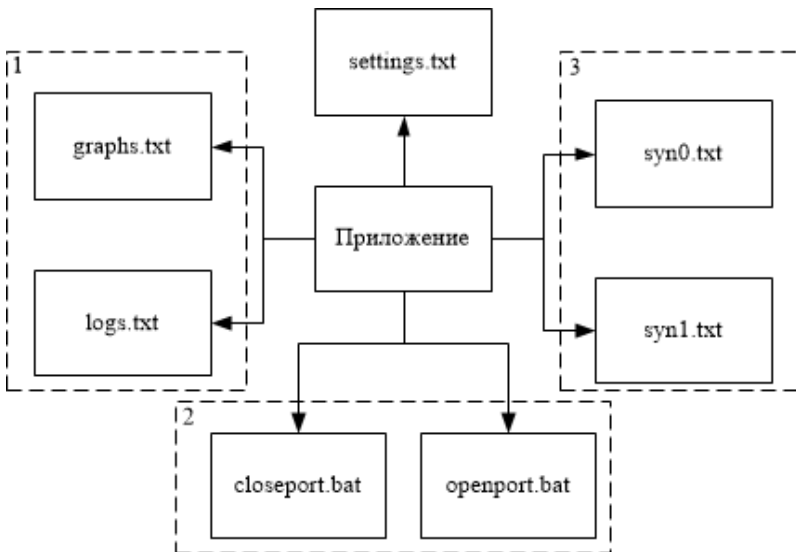 settings.txt
1
graphs.txt
logs.txt
Приложение
3
syn0.txt
syn1.txt
2
closeport.bat
openport.bat